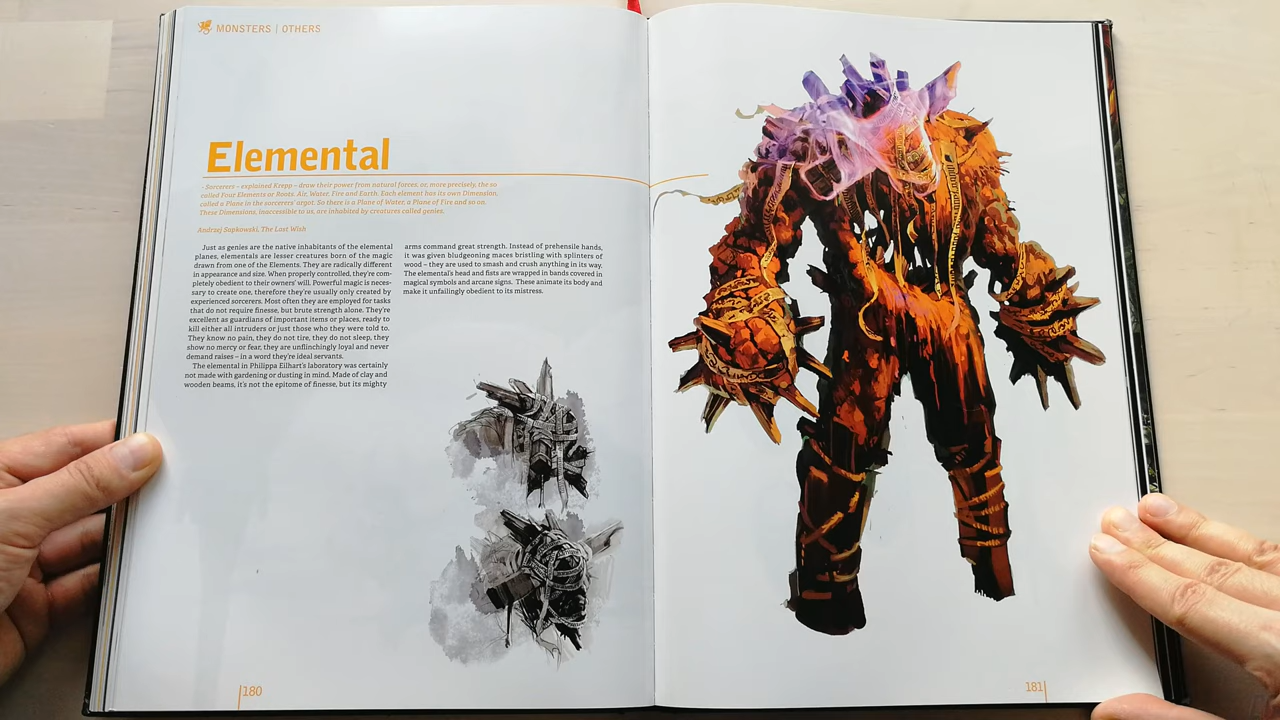 MONSTERS | OTHERS
Elemental
- Sorcerers – explained Krepp – draw their power from natural forces, or, more precisely, the so
called Four Elements or Roots. Air, Water, Fire and Earth. Each element has its own Dimension,
called a Plane in the sorcerers' argot. So there is a Plane of Water, a Plane of Fire and so on.
These Dimensions, inaccessible to us, are inhabited by creatures called genies.
Andrzej Sapkowski, The Last Wish
Just as genies are the native inhabitants of the elemental
planes, elementals are lesser creatures born of the magic
drawn from one of the Elements. They are radically different
in appearance and size. When properly controlled, they're com-
pletely obedient to their owners' will. Powerful magic is neces-
sary to create one, therefore they're usually only created by
experienced sorcerers. Most often they are employed for tasks
that do not require finesse, but brute strength alone. They're
excellent as guardians of important items or places, ready to
kill either all intruders or just those who they were told to.
They know no pain, they do not tire, they do not sleep, they
show no mercy or fear, they are unflinchingly loyal and never
demand raises – in a word they're ideal servants.
The elemental in Philippa Eilhart's laboratory was certainly
not made with gardening or dusting in mind. Made of clay and
wooden beams, it's not the epitome of finesse, but its mighty
arms command great strength. Instead of prehensile hands,
it was given bludgeoning maces bristling with splinters of
wood – they are used to smash and crush anything in its way.
The elemental's head and fists are wrapped in bands covered in
magical symbols and arcane signs. These animate its body and
make it unfailingly obedient to its mistress.
180
181